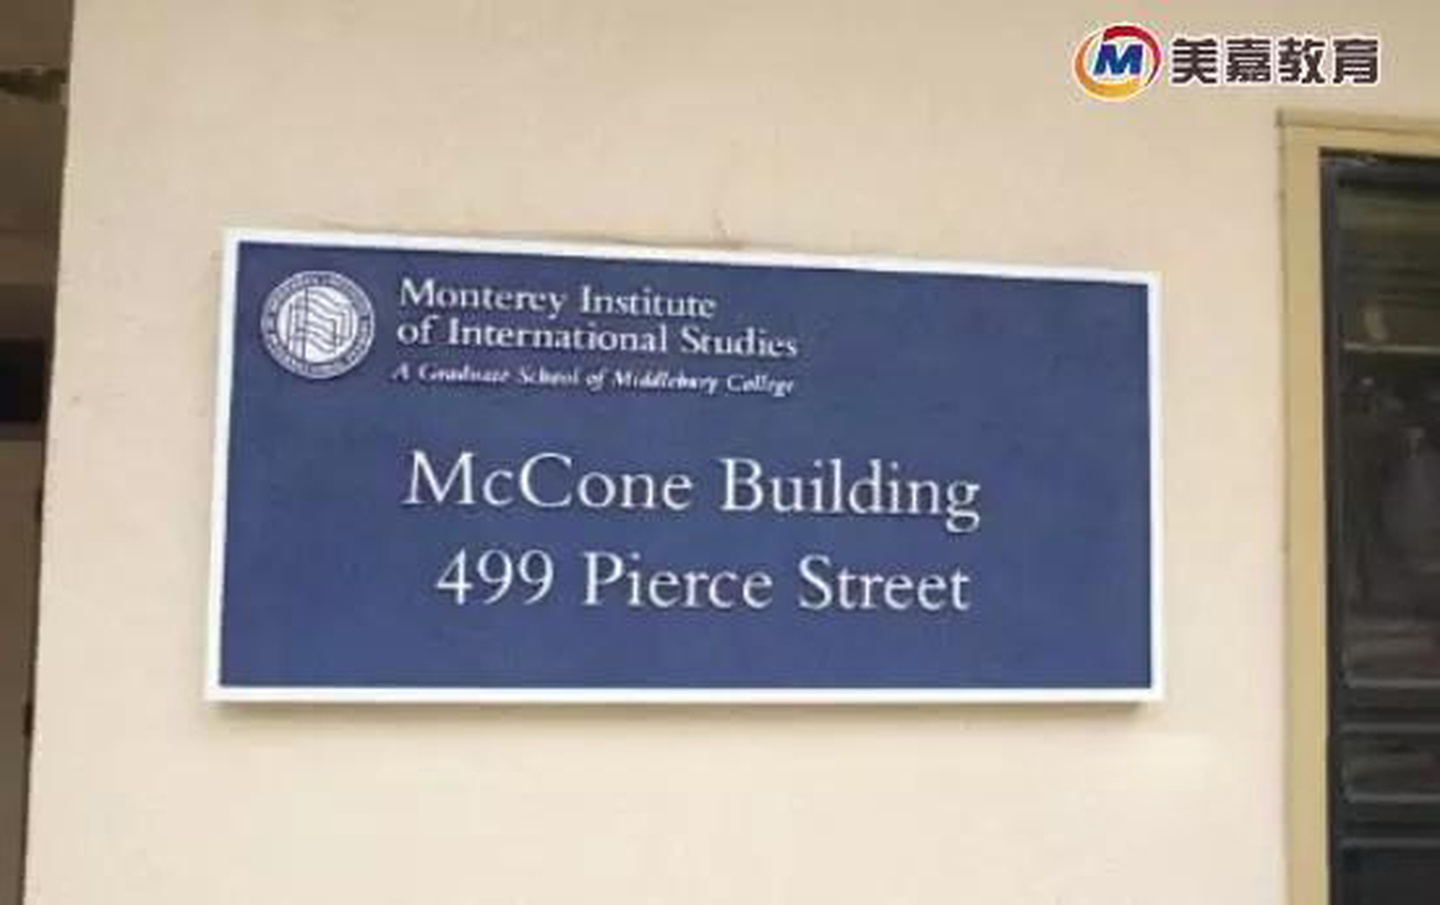 M 美嘉教育
Monterey Institute
of International Studies
A Graduate School of Middlebury College
McCone Building
499 Pierce Street